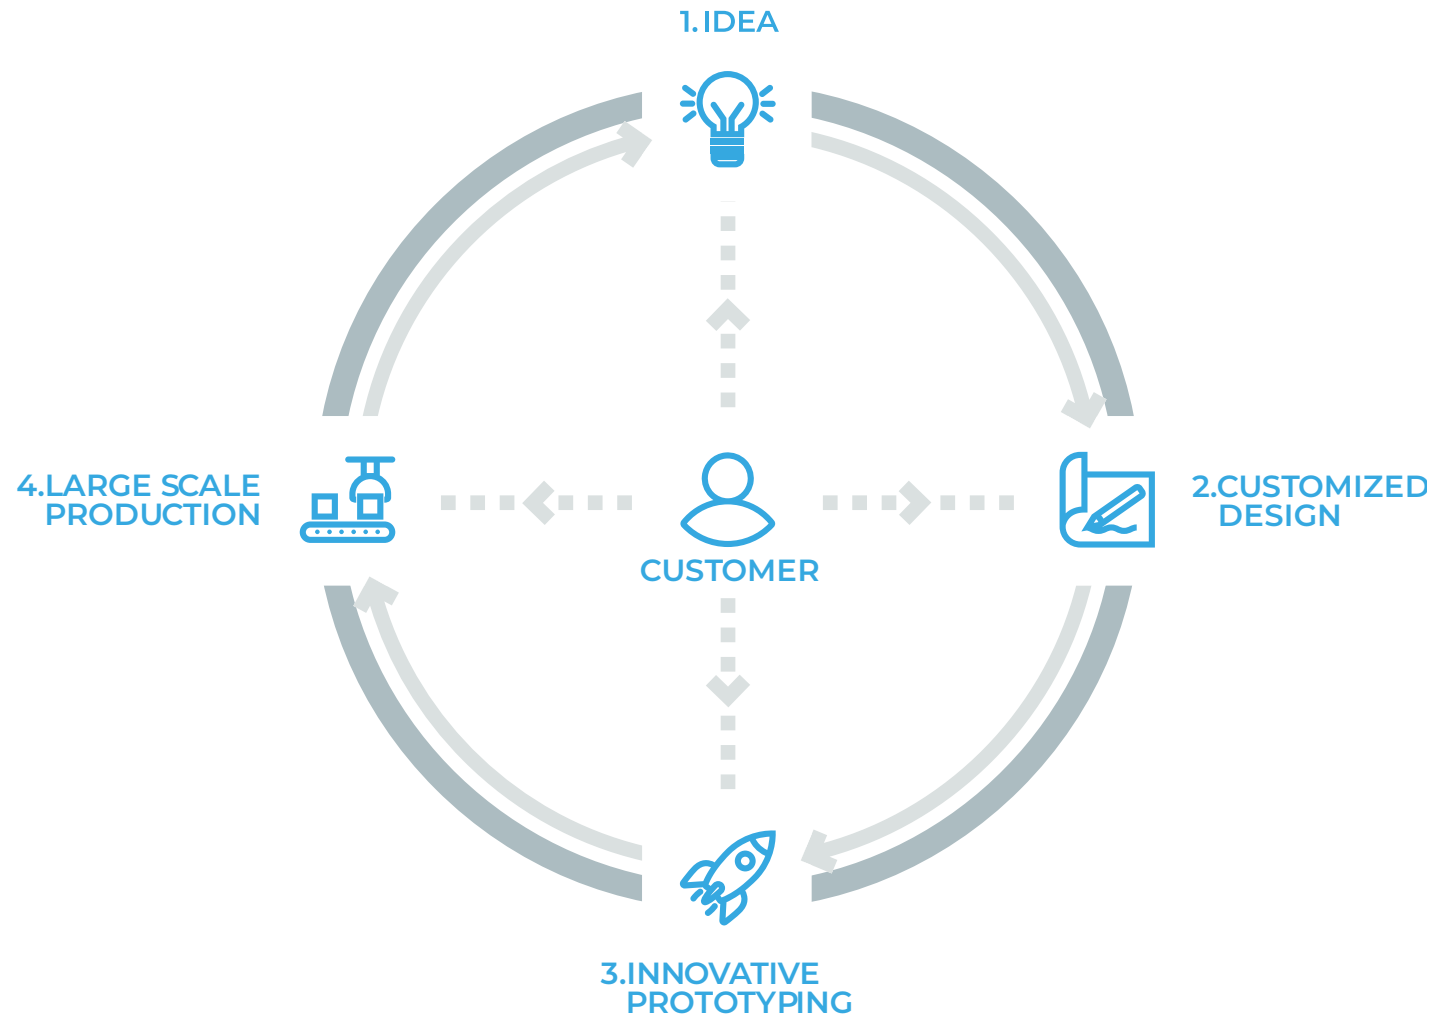 1. IDEA
4.LARGE SCALE
PRODUCTION
2.CUSTOMIZED
DESIGN
CUSTOMER
3.INNOVATIVE
PROTOTYPING